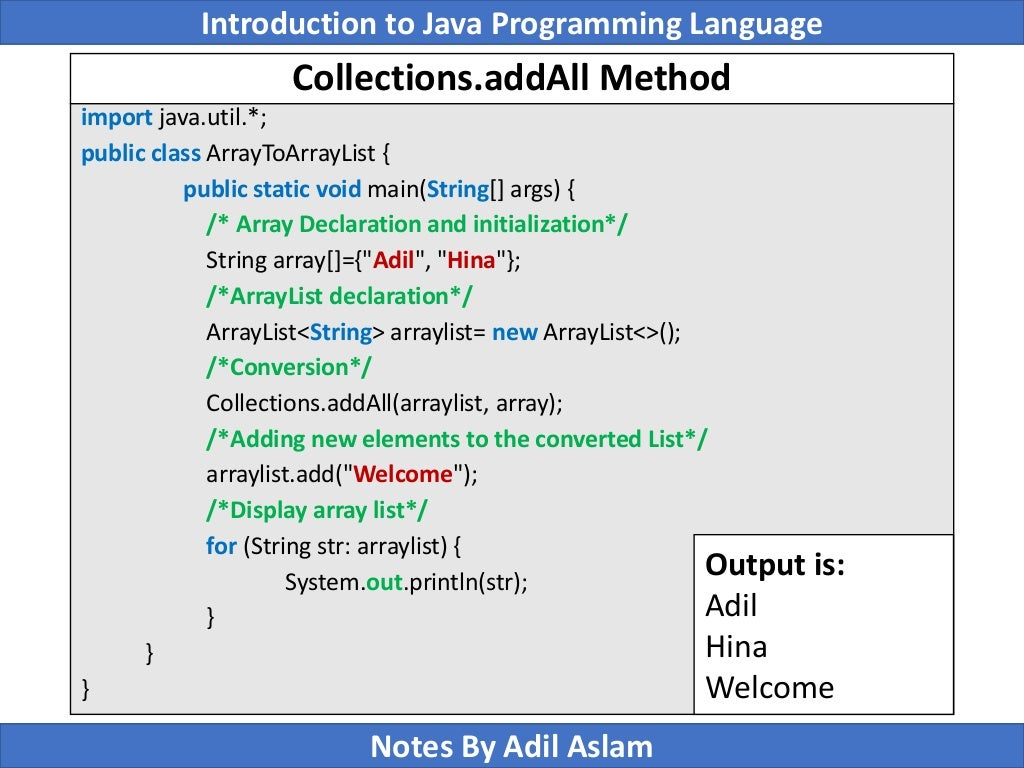 Introduction to Java Programming Language
Collections.addAll Method
import java.util.*;
public class ArrayToArrayList {
public static void main(String[] args) {
/* Array Declaration and initialization*/
String array[]={"Adil", "Hina"};
/*ArrayList declaration*/
ArrayList<String> arraylist= new ArrayList<>();
/*Conversion*/
Collections.addAll(arraylist, array);
/*Adding new elements to the converted List*/
arraylist.add("Welcome");
/*Display array list*/
for (String str: arraylist) {
System.out.println(str);
}
}
}
Output is:
Adil
Hina
Welcome
Notes By Adil Aslam